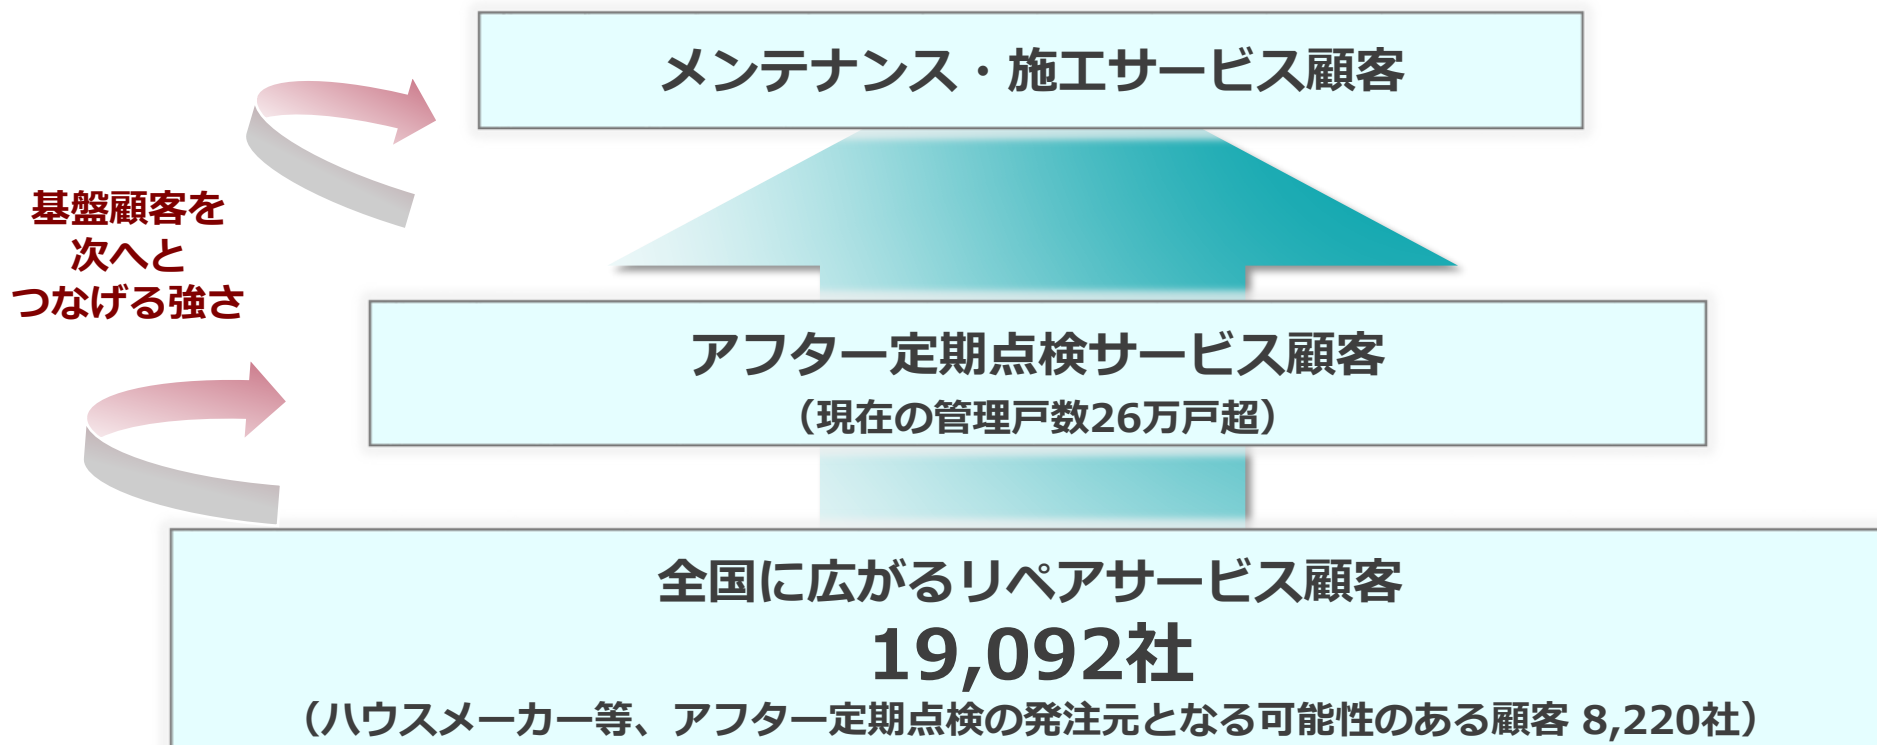 メンテナンス・施工サービス顧客
基盤顧客を
次へと
つなげる強さ
アフター定期点検サービス顧客
（現在の管理戸数26万戸超）
全国に広がるリペアサービス顧客
19,092社
（ハウスメーカー等、アフター定期点検の発注元となる可能性のある顧客 8,220社）